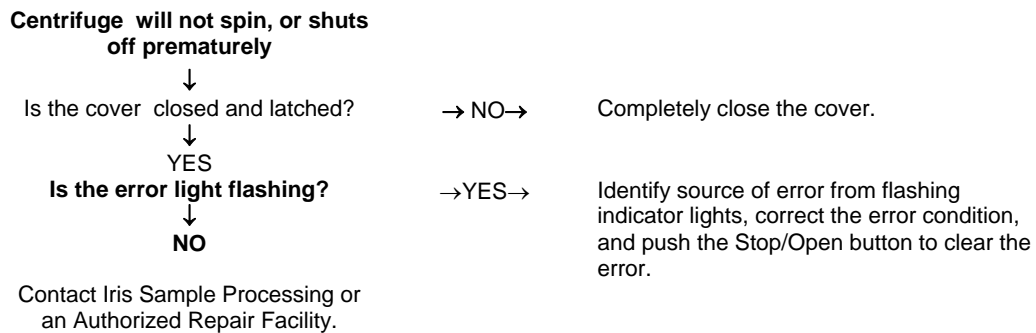 Centrifuge will not spin, or shuts
off prematurely
↓
Is the cover closed and latched? → NO→ Completely close the cover.
↓
YES
Is the error light flashing? →YES→ Identify source of error from flashing
indicator lights, correct the error condition,
and push the Stop/Open button to clear the
error.
↓
NO
Contact Iris Sample Processing or
an Authorized Repair Facility.